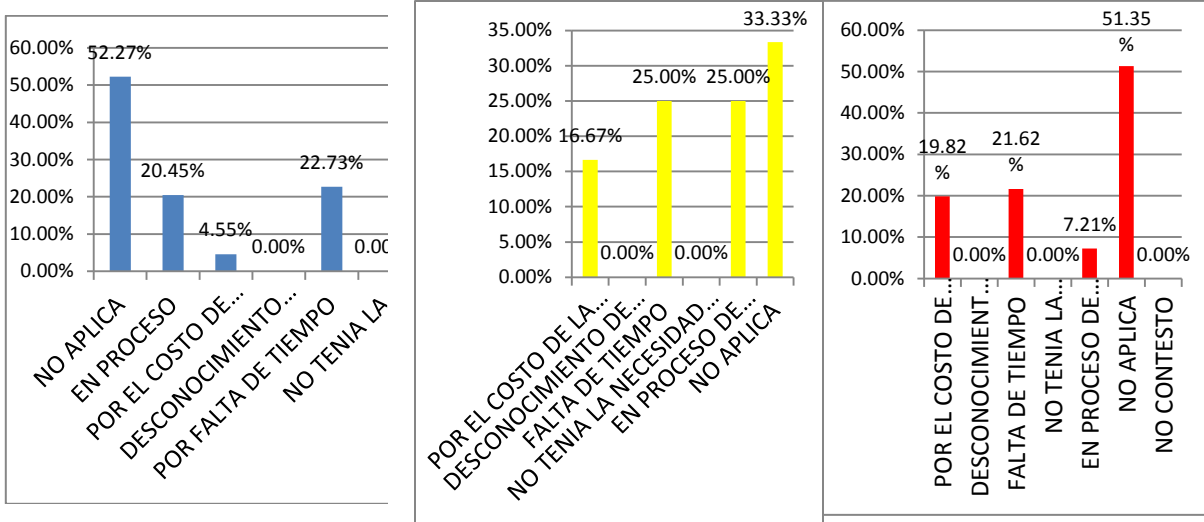 60.00%
50.00%
40.00%
30.00%
20.00%
10.00%
0.00%
52.27%
20.45%
4.55%
0.00%
22.73%
0.00
NO APLICA
EN PROCESO
POR EL COSTO DE...
DESCONOCIMIENTO...
POR FALTA DE TIEMPO
NO TENIA LA
35.00%
30.00%
25.00%
20.00%
15.00%
10.00%
5.00%
0.00%
16.67%
0.00%
25.00%
0.00%
25.00%
33.33%
POR EL COSTO DE LA...
DESCONOCIMIENTO DE...
FALTA DE TIEMPO
NO TENIA LA NECESIDAD...
EN PROCESO DE...
NO APLICA
60.00%
50.00%
40.00%
30.00%
20.00%
10.00%
0.00%
19.82
%
0.00%
21.62
%
0.00%
7.21%
51.35
%
0.00%
POR EL COSTO DE...
DESCONOCIMIENT...
FALTA DE TIEMPO
NO TENIA LA...
EN PROCESO DE...
NO APLICA
NO CONTESTO